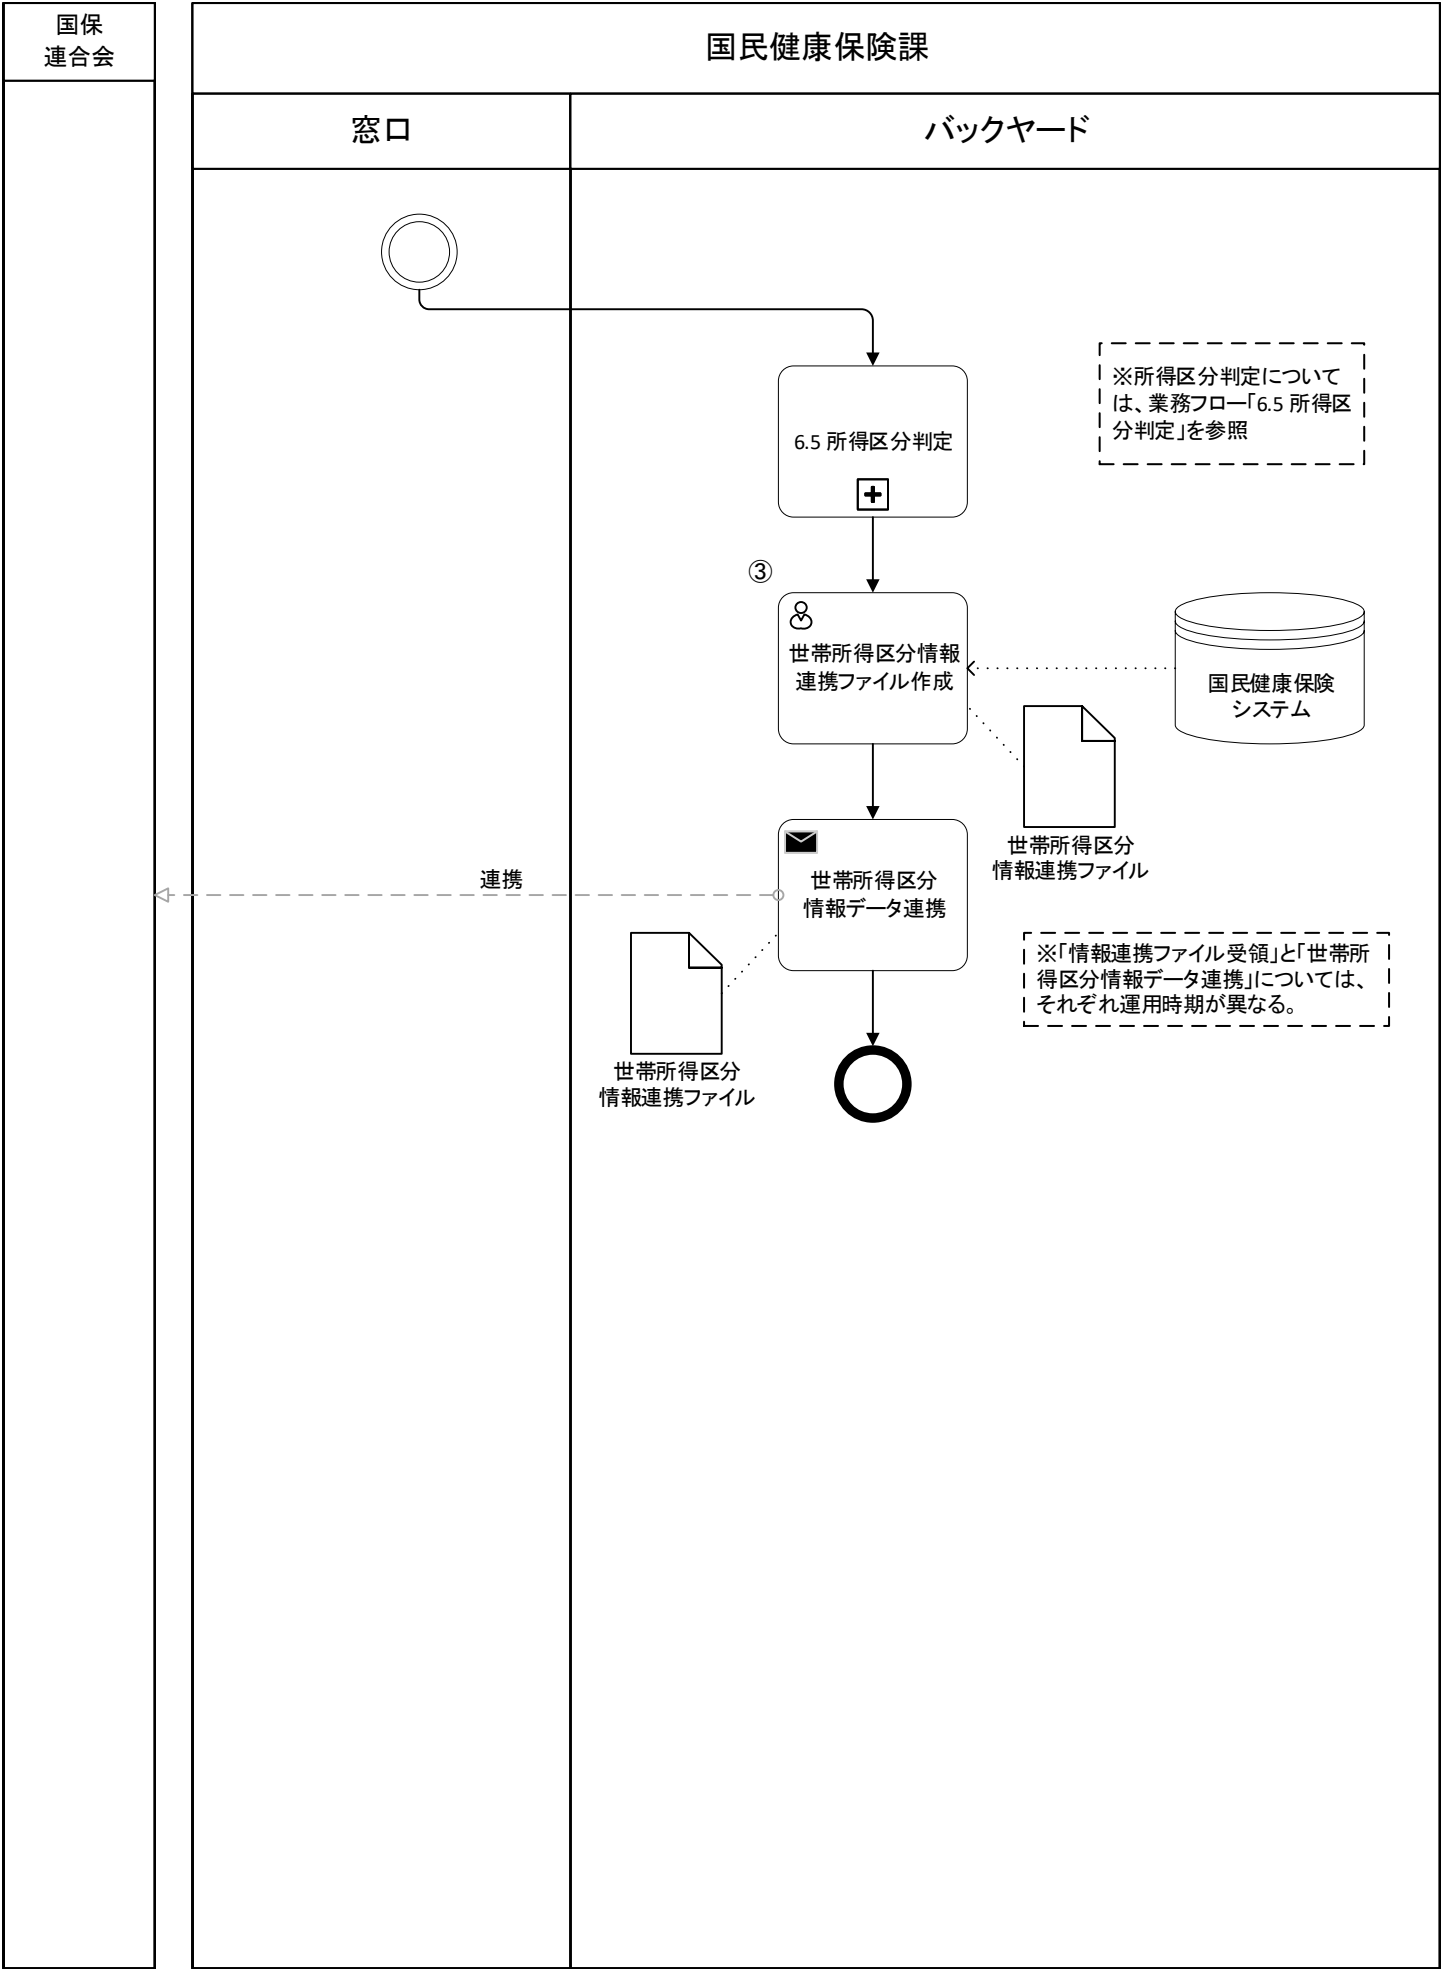 国保
連合会
国民健康保険課
窓口
バックヤード
※所得区分判定について
は、業務フロー「6.5 所得区
分判定」を参照
6.5 所得区分判定
③
世帯所得区分情報
連携ファイル作成
国民健康保険
システム
世帯所得区分
情報連携ファイル
連携
世帯所得区分
情報データ連携
※「情報連携ファイル受領」と「世帯所
得区分情報データ連携」については、
それぞれ運用時期が異なる。
世帯所得区分
情報連携ファイル